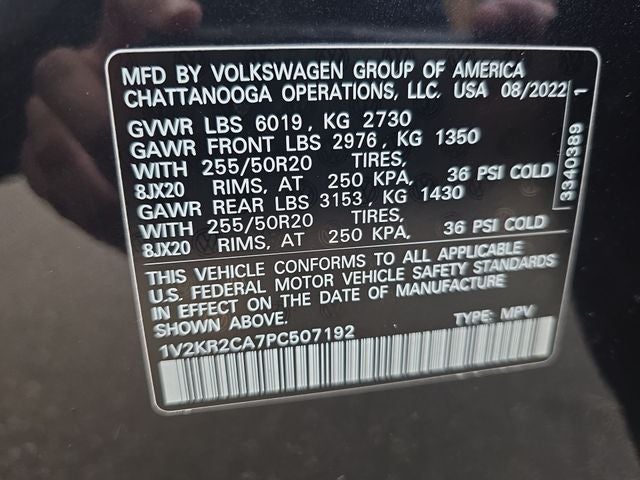 MFD BY VOLKSWAGEN GROUP OF AMERICA
CHATTANOOGA OPERATIONS, LLC. USA 08/2022
GVWR LBS 6019, KG 2730
GAWR FRONT LBS 2976, KG 1350
WITH 255/50R20 TIRES,
8JX20 RIMS, AT 250 KPA, 36 PSI COLD
GAWR REAR LBS 3153, KG 1430
WITH 255/50R20 TIRES,
8JX20 RIMS, AT 250 KPA, 36 PSI COLD
THIS VEHICLE CONFORMS TO ALL APPLICABLE
U.S. FEDERAL MOTOR VEHICLE SAFETY STANDARDS
IN EFFECT ON THE DATE OF MANUFACTURE
SHOWN ABOVE.
1V2KR2CA7PC507192 TYPE: MPV
3340389 1